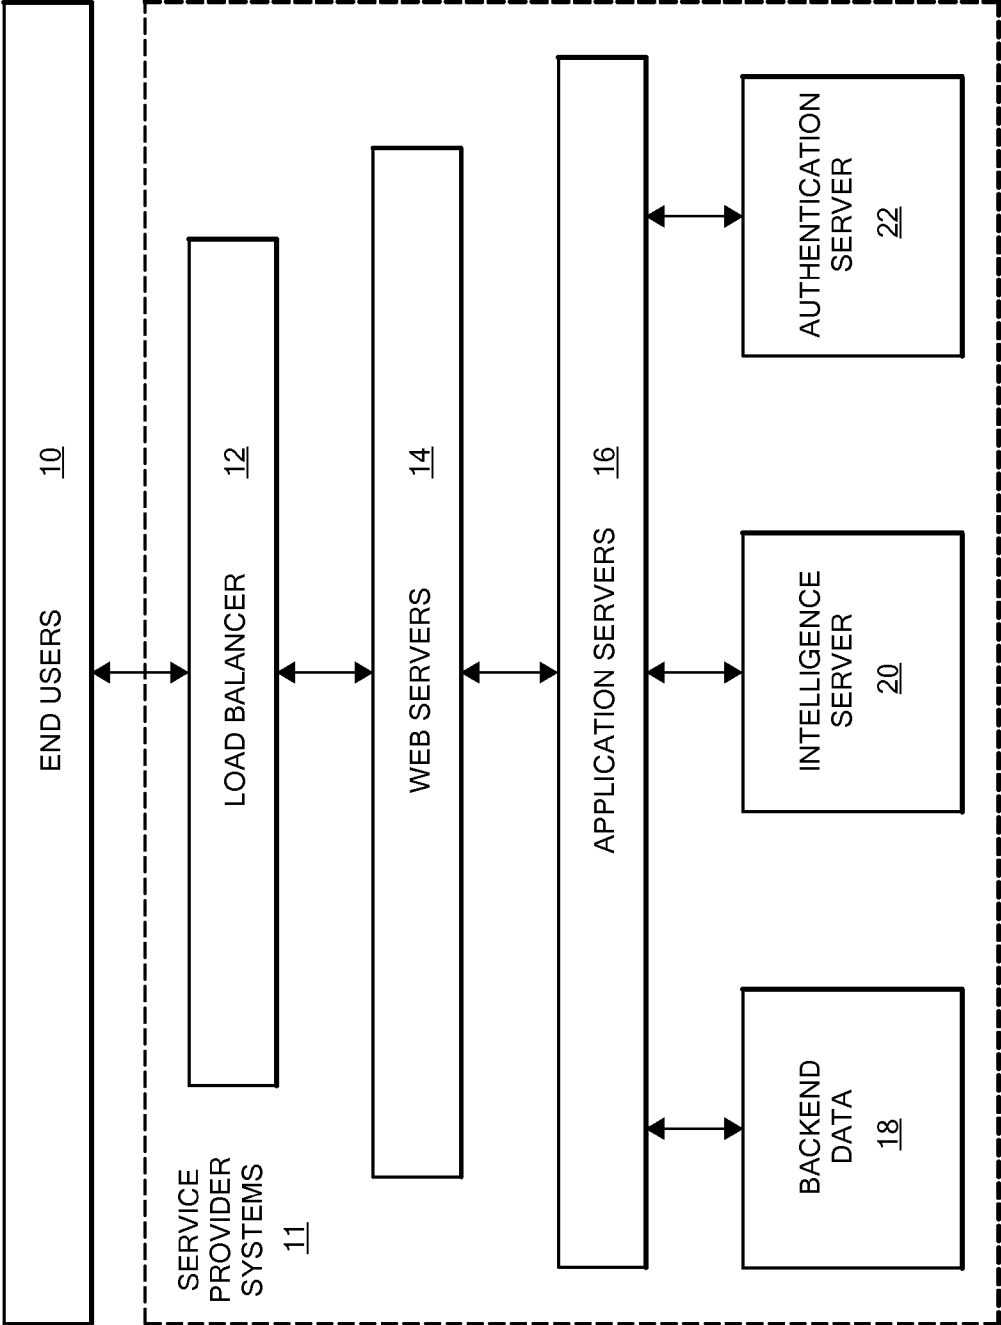 END USERS 10
SERVICE
PROVIDER
SYSTEMS
11
LOAD BALANCER 12
WEB SERVERS 14
APPLICATION SERVERS 16
BACKEND
DATA
18
INTELLIGENCE
SERVER
20
AUTHENTICATION
SERVER
22